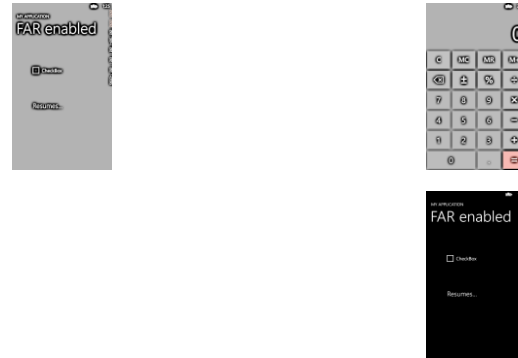 MY APPLICATION
FAR enabled
CheckBox
Resumes...
0
C MC MR M+
± % ÷
7 8 9 ×
4 5 6 −
1 2 3 +
0 . =
MY APPLICATION
FAR enabled
CheckBox
Resumes...